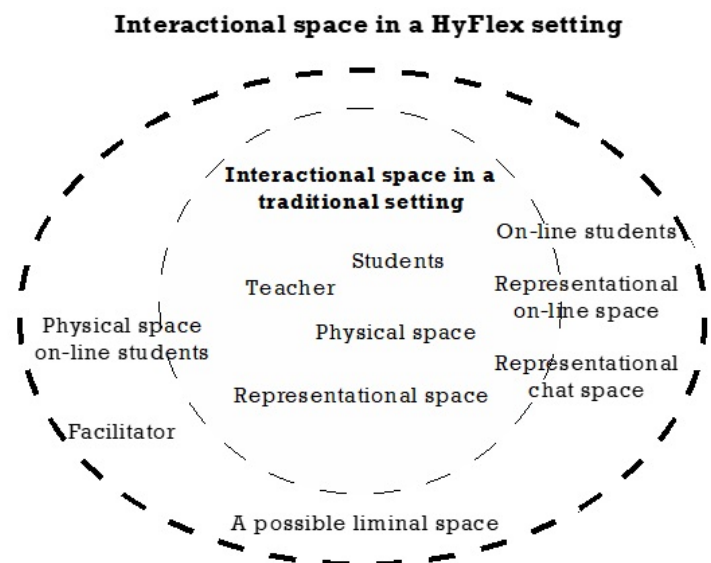 Interactional space in a HyFlex setting
Interactional space in a
traditional setting
On-line students
Students
Teacher
Representational
on-line space
Physical space
on-line students
Physical space
Representational
chat space
Representational space
Facilitator
A possible liminal space